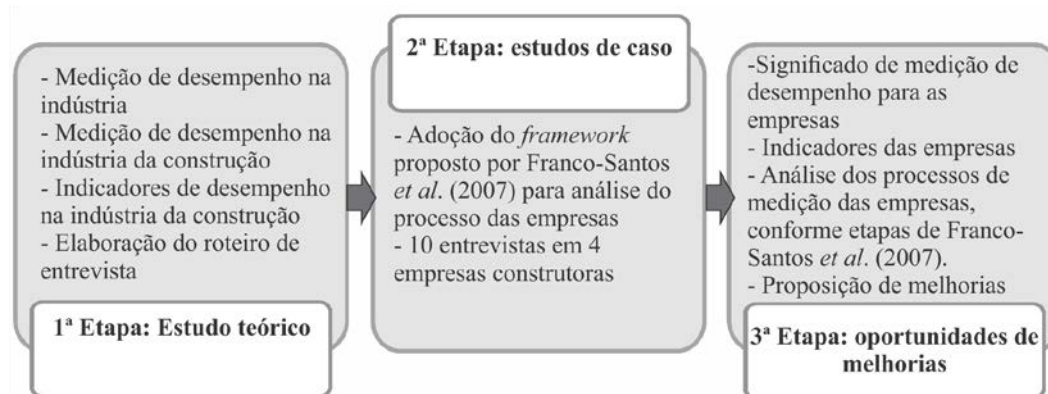 - Medição de desempenho na
indústria
- Medição de desempenho na
indústria da construção
- Indicadores de desempenho
na indústria da construção
- Elaboração do roteiro de
entrevista
1ª Etapa: Estudo teórico
2ª Etapa: estudos de caso
- Adoção do framework
proposto por Franco-Santos
et al. (2007) para análise do
processo das empresas
- 10 entrevistas em 4
empresas construtoras
-Significado de medição de
desempenho para as
empresas
- Indicadores das empresas
- Análise dos processos de
medição das empresas,
conforme etapas de Franco-
Santos et al. (2007).
- Proposição de melhorias
3ª Etapa: oportunidades de
melhorias